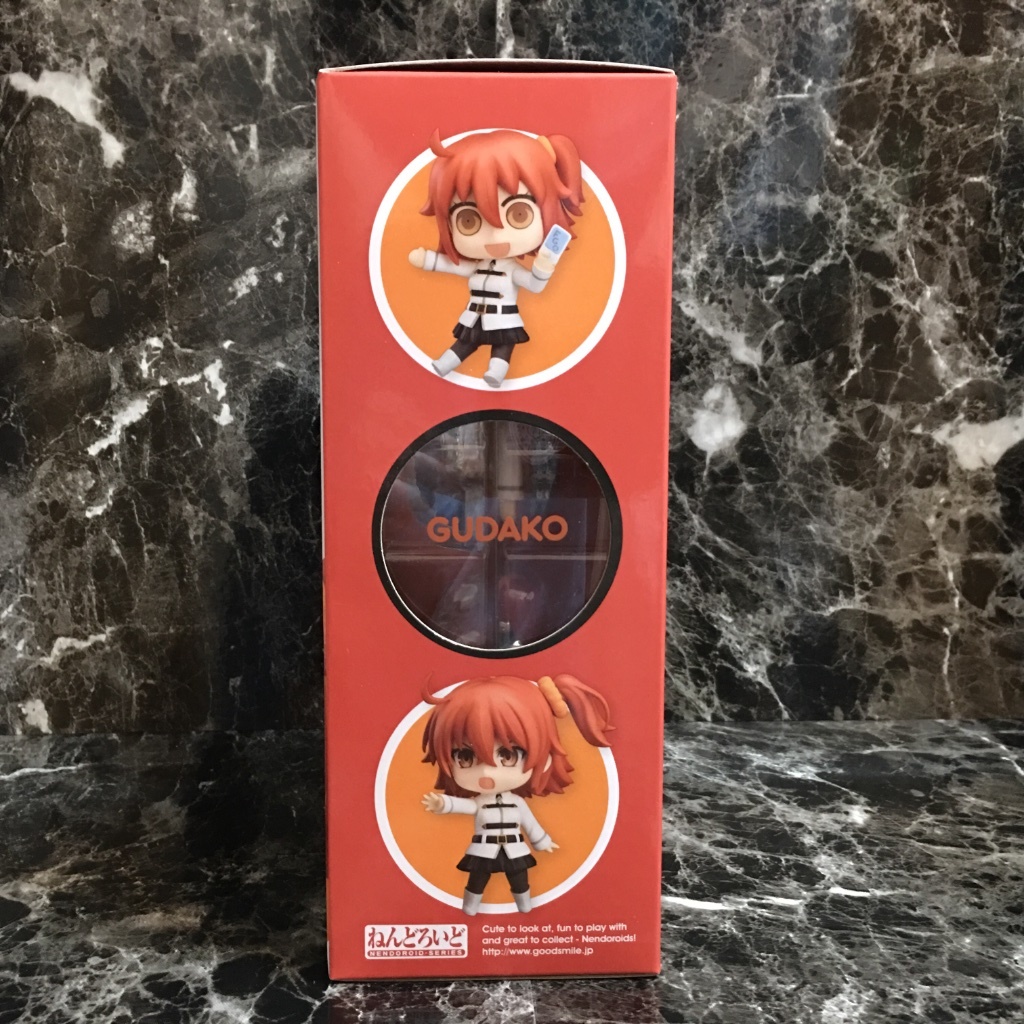 GUDAKO
ねんどろいど
NENDOROID SERIES
Cute to look at, fun to play with
and great to collect - Nendoroids!
http://www.goodsmile.jp